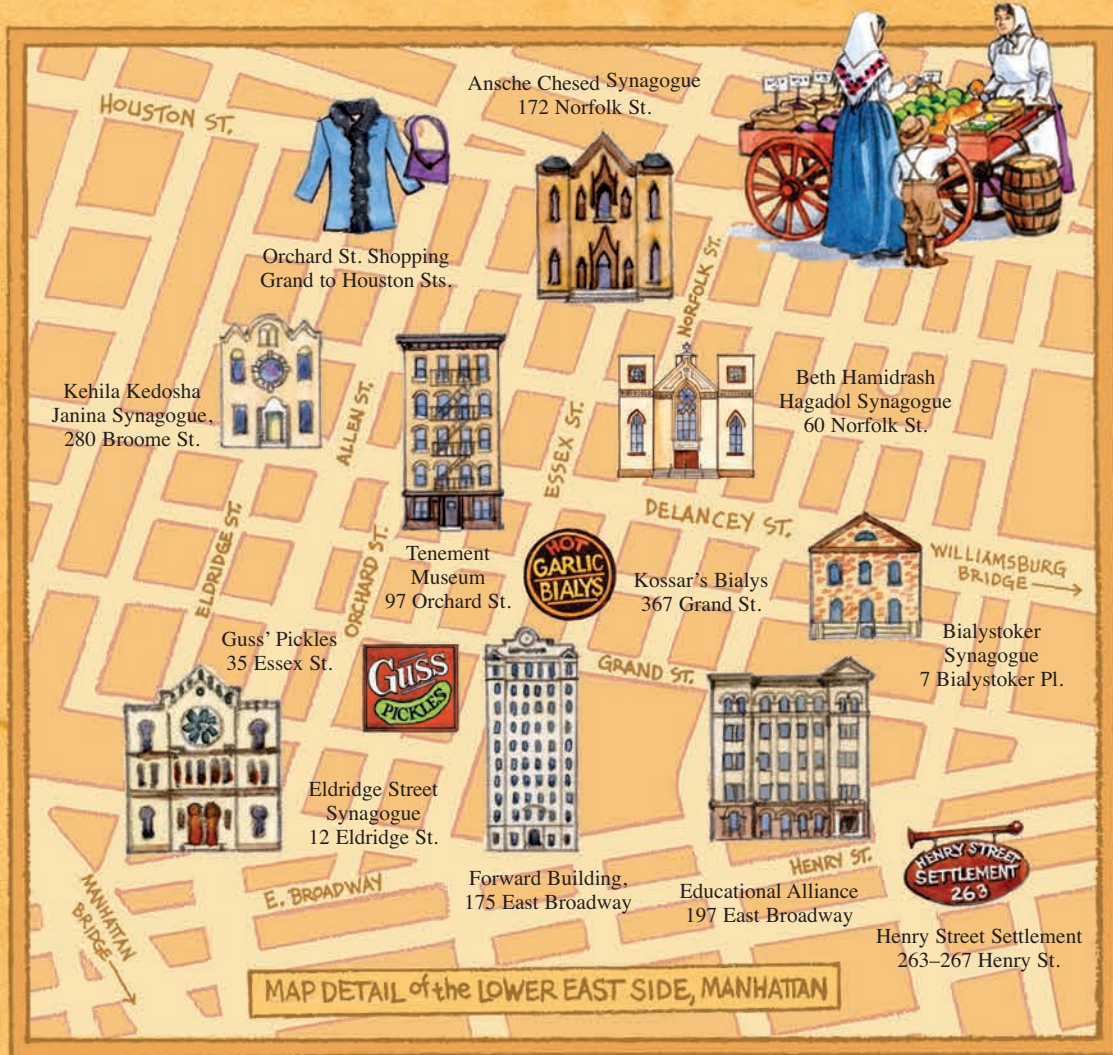 HOUSTON ST.
Ansche Chesed Synagogue
172 Norfolk St.
Orchard St. Shopping
Grand to Houston Sts.
NORFOLK ST.
Kehila Kedosha
Janina Synagogue,
280 Broome St.
ALLEN ST.
ESSEX ST.
Beth Hamidrash
Hagadol Synagogue
60 Norfolk St.
DELANCEY ST.
ELDRIDGE ST.
ORCHARD ST.
Tenement
Museum
97 Orchard St.
HOT
GARLIC
BIALYS
Kossar's Bialys
367 Grand St.
WILLIAMSBURG
BRIDGE
Bialystoker
Synagogue
7 Bialystoker Pl.
Guss' Pickles
35 Essex St.
GUSS
PICKLES
GRAND ST.
Eldridge Street
Synagogue
12 Eldridge St.
Forward Building,
175 East Broadway
Educational Alliance
197 East Broadway
HENRY ST.
HENRY STREET
SETTLEMENT
263
Henry Street Settlement
263–267 Henry St.
E. BROADWAY
MANHATTAN
BRIDGE
MAP DETAIL of the LOWER EAST SIDE, MANHATTAN